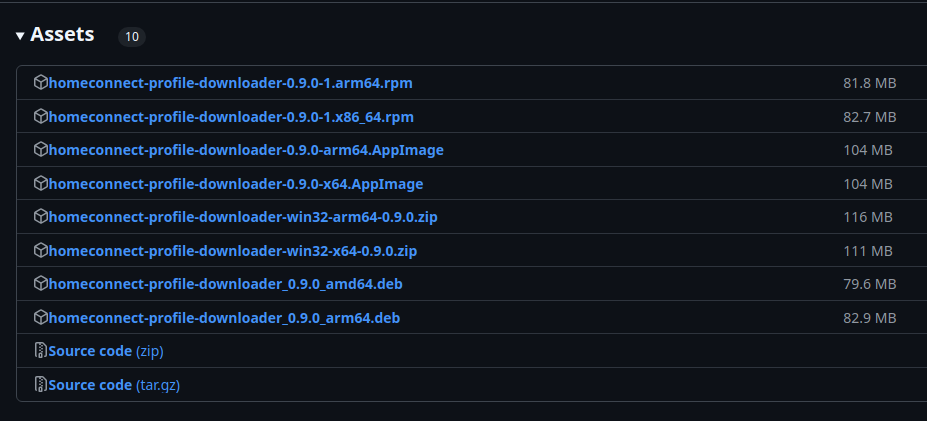 Assets 10
homeconnect-profile-downloader-0.9.0-1.arm64.rpm 81.8 MB
homeconnect-profile-downloader-0.9.0-1.x86_64.rpm 82.7 MB
homeconnect-profile-downloader-0.9.0-arm64.AppImage 104 MB
homeconnect-profile-downloader-0.9.0-x64.AppImage 104 MB
homeconnect-profile-downloader-win32-arm64-0.9.0.zip 116 MB
homeconnect-profile-downloader-win32-x64-0.9.0.zip 111 MB
homeconnect-profile-downloader_0.9.0_amd64.deb 79.6 MB
homeconnect-profile-downloader_0.9.0_arm64.deb 82.9 MB
Source code (zip)
Source code (tar.gz)